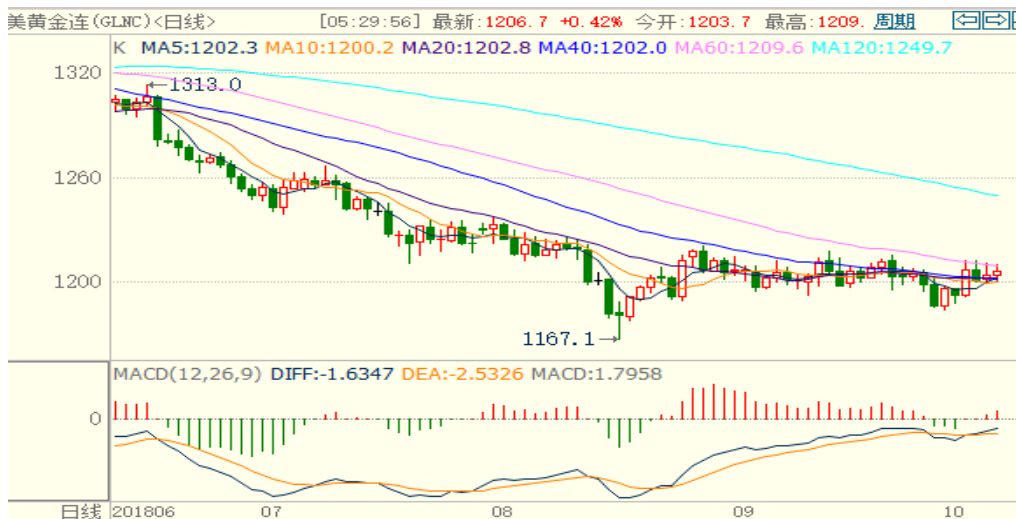 美黄金连(GLNC)<日线> [05:29:56] 最新:1206.7 +0.42% 今开:1203.7 最高:1209. 周期
K MA5:1202.3 MA10:1200.2 MA20:1202.8 MA40:1202.0 MA60:1209.6 MA120:1249.7
1320
1313.0
1260
1200
1167.1
MACD(12,26,9) DIFF:-1.6347 DEA:-2.5326 MACD:1.7958
0
日线 201806 07 08 09 10